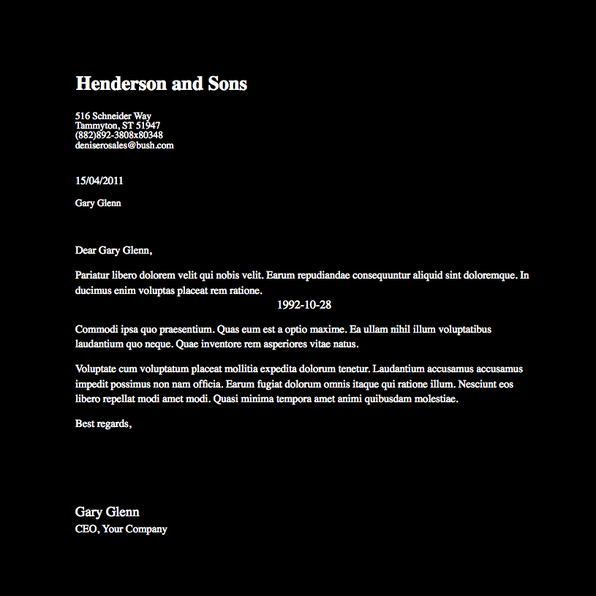 Henderson and Sons
516 Schneider Way
Tammyton, ST 51947
(882)892-3808x80348
deniserosales@bush.com
15/04/2011
Gary Glenn
Dear Gary Glenn,
Pariatur libero dolorem velit qui nobis velit. Earum repudiandae consequuntur aliquid sint doloremque. In
ducimus enim voluptas placeat rem ratione.
1992-10-28
Commodi ipsa quo praesentium. Quas eum est a optio maxime. Ea ullam nihil illum voluptatibus
laudantium quo neque. Quae inventore rem asperiores vitae natus.
Voluptate cum voluptatum placeat mollitia expedita dolorum tenetur. Laudantium accusamus accusamus
impedit possimus non nam officia. Earum fugiat dolorum omnis itaque qui ratione illum. Nesciunt eos
libero repellat modi amet modi. Quasi minima tempora amet animi quibusdam molestiae.
Best regards,
Gary Glenn
CEO, Your Company